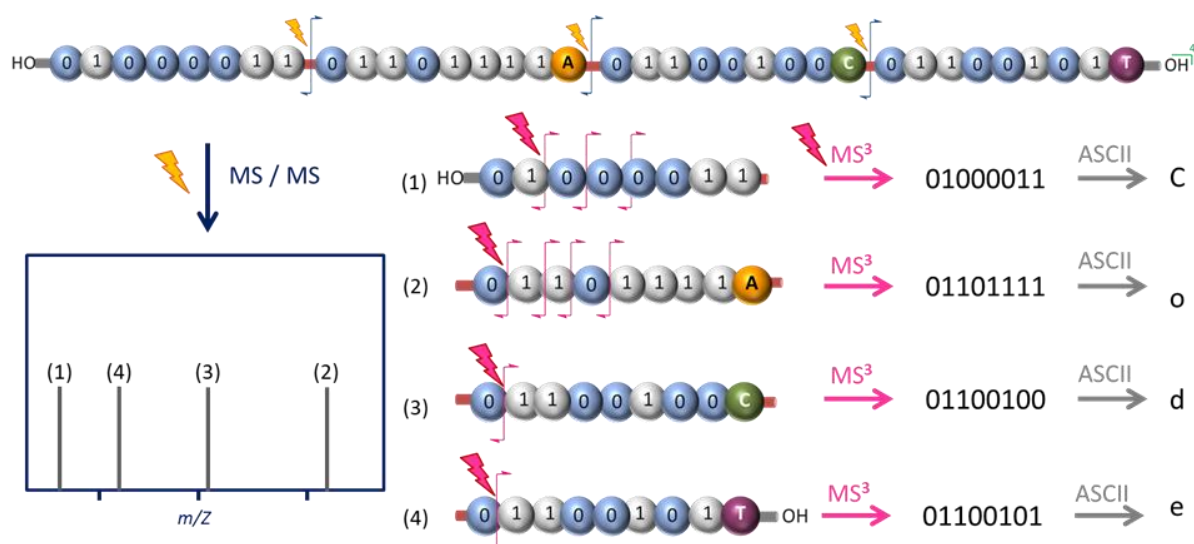 HO 0 1 0 0 0 0 1 1 0 1 1 0 1 1 1 1 A 0 1 1 0 0 1 0 0 C 0 1 1 0 0 1 0 1 T OH 4
MS / MS
(1) HO 0 1 0 0 0 0 1 1 MS³ 01000011 ASCII C
(2) 0 1 1 0 1 1 1 1 A MS³ 01101111 ASCII o
(1) (4) (3) (2)
(3) 0 1 1 0 0 1 0 0 C MS³ 01100100 ASCII d
(4) 0 1 1 0 0 1 0 1 T OH MS³ 01100101 ASCII e
m/Z